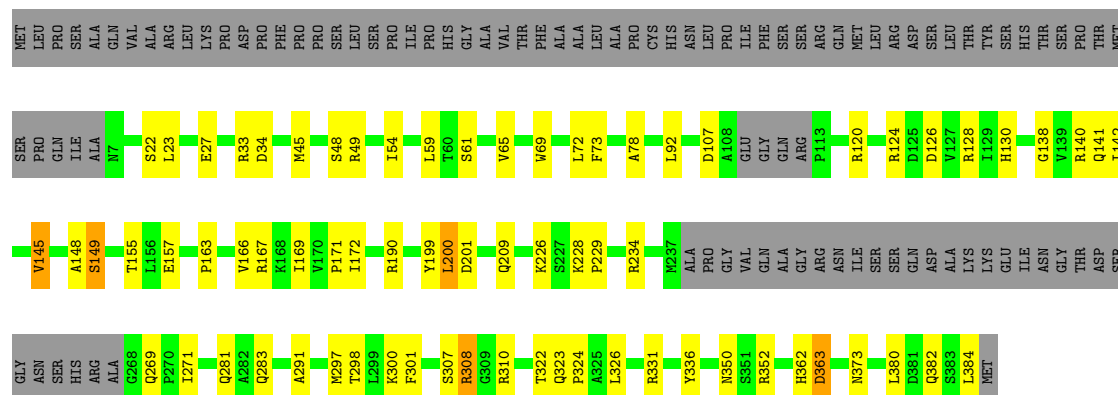 MET LEU PRO SER ALA GLN VAL ALA ARG LEU LYS PRO ASP PRO PHE PRO PRO SER LEU SER PRO ILE PRO HIS GLY ALA VAL THR PHE ALA ALA LEU ALA PRO CYS HIS ASN LEU PRO ILE PHE SER SER ARG GLN MET LEU ARG ASP SER LEU THR TYR SER HIS THR SER PRO THR MET
SER PRO GLN ILE ALA N7 S22 L23 E27 R33 D34 M45 S48 R49 I54 L59 T60 S61 V65 W69 L72 F73 A78 L92 D107 A108 GLU GLY GLN ARG P113 R120 R124 D125 D126 V127 R128 I129 H130 G138 V139 R140 Q141 I142
V145 A148 S149 T155 L156 E157 P163 V166 R167 K168 I169 V170 P171 I172 R190 Y199 L200 D201 Q209 K226 S227 K228 P229 R234 M237 ALA PRO GLY VAL GLN ALA GLY ARG ASN ILE SER SER GLN ASP ALA LYS LYS GLU ILE ASN GLY THR ASP SER
GLY ASN SER HIS ARG ALA G268 Q269 P270 I271 Q281 A282 Q283 A291 M297 T298 L299 K300 F301 S307 R308 G309 R310 T322 Q323 P324 A325 L326 R331 Y336 N350 S351 R352 H362 D363 N373 L380 D381 Q382 S383 L384 MET